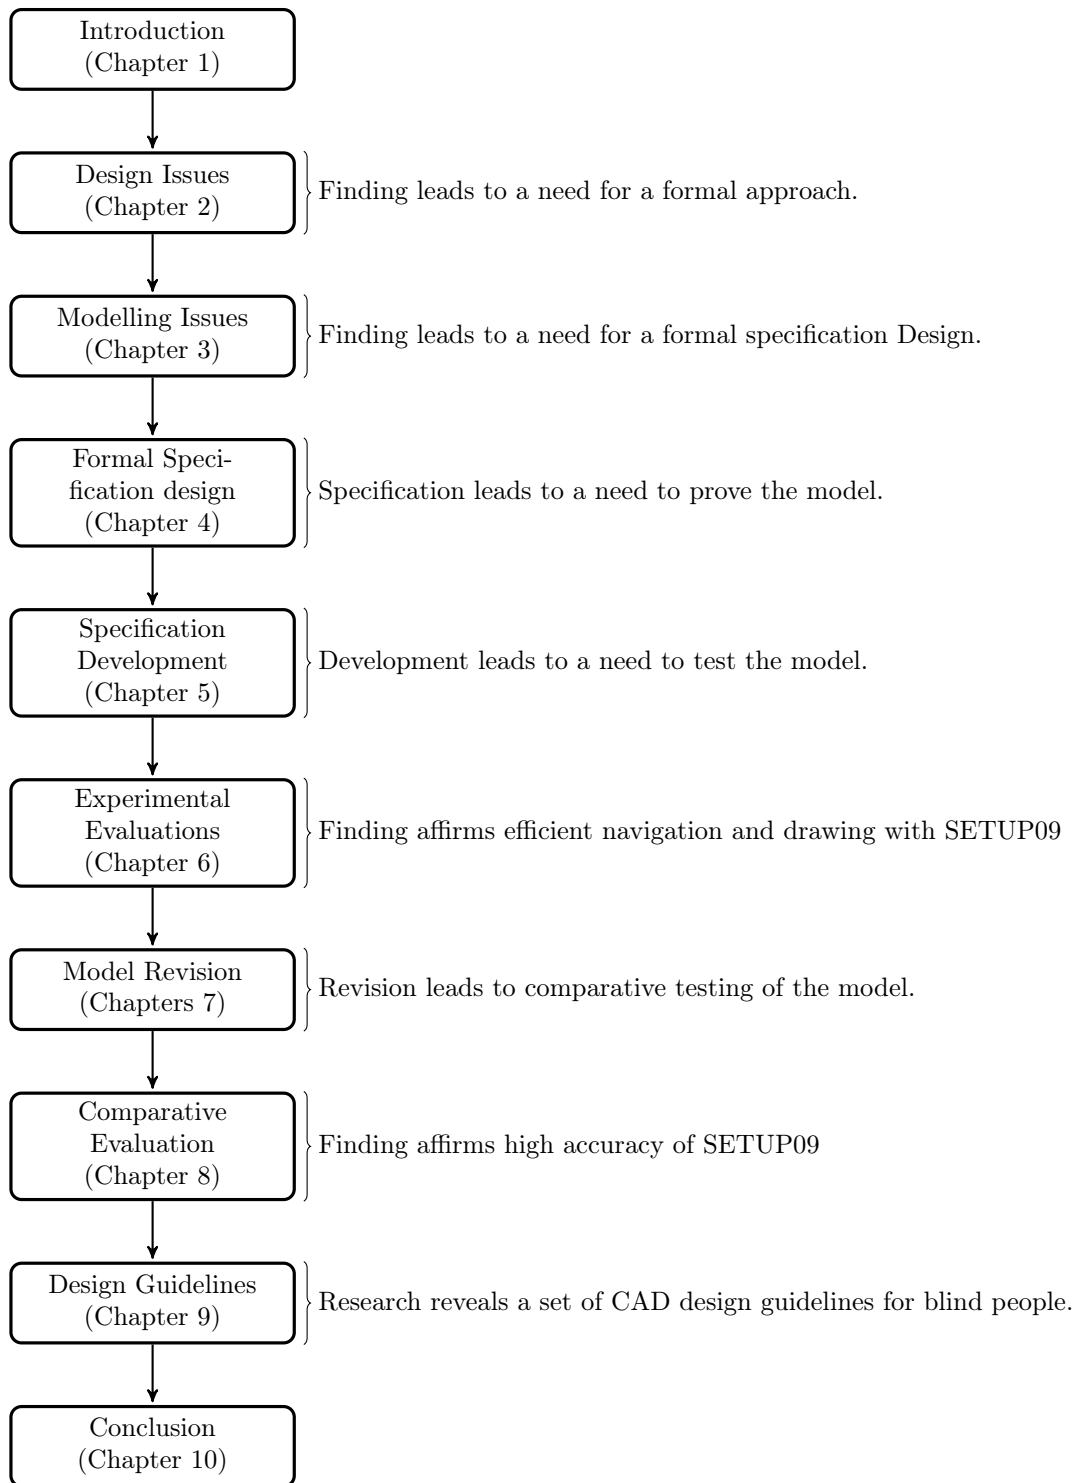 Introduction
(Chapter 1)
Design Issues
(Chapter 2)
Finding leads to a need for a formal approach.
Modelling Issues
(Chapter 3)
Finding leads to a need for a formal specification Design.
Formal Speci-
fication design
(Chapter 4)
Specification leads to a need to prove the model.
Specification
Development
(Chapter 5)
Development leads to a need to test the model.
Experimental
Evaluations
(Chapter 6)
Finding affirms efficient navigation and drawing with SETUP09
Model Revision
(Chapters 7)
Revision leads to comparative testing of the model.
Comparative
Evaluation
(Chapter 8)
Finding affirms high accuracy of SETUP09
Design Guidelines
(Chapter 9)
Research reveals a set of CAD design guidelines for blind people.
Conclusion
(Chapter 10)